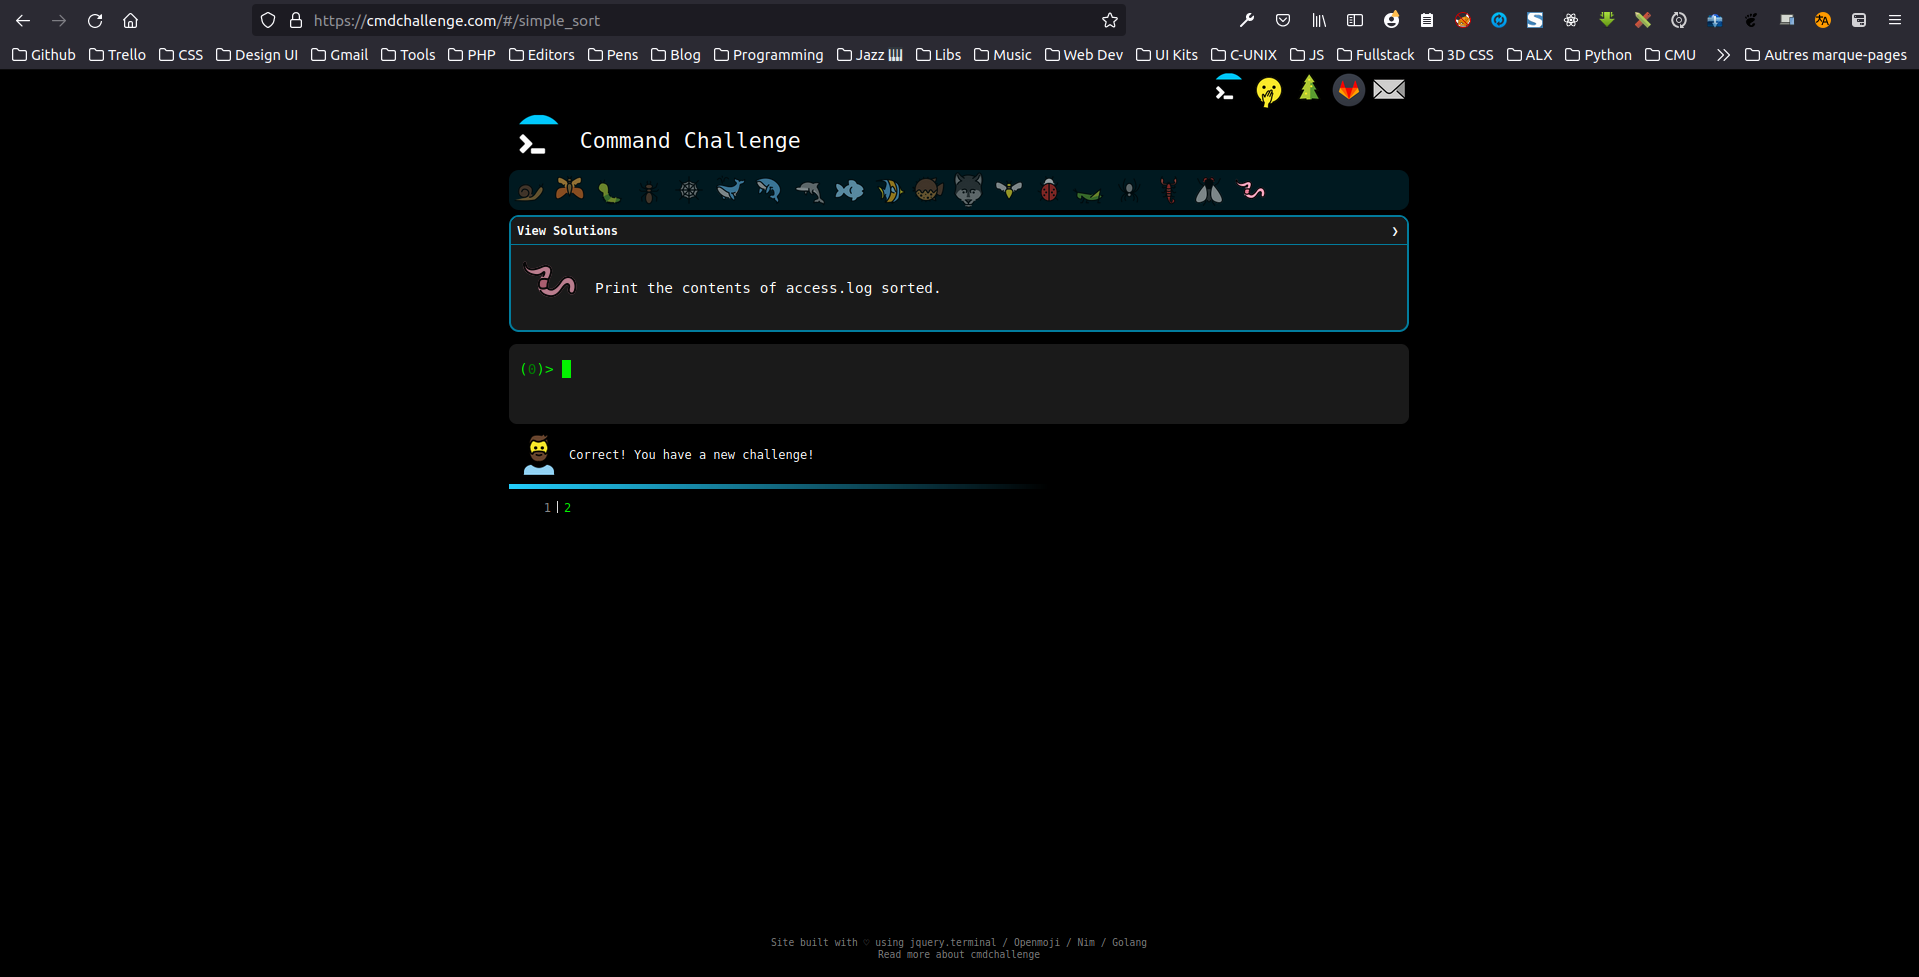 https://cmdchallenge.com/#/simple_sort
Github Trello CSS Design UI Gmail Tools PHP Editors Pens Blog Programming Jazz Libs Music Web Dev UI Kits C-UNIX JS Fullstack 3D CSS ALX Python CMU Autres marque-pages
Command Challenge
View Solutions ❯
Print the contents of access.log sorted.
(0)>
Correct! You have a new challenge!
1 2
Site built with ♡ using jquery.terminal / Openmoji / Nim / Golang
Read more about cmdchallenge